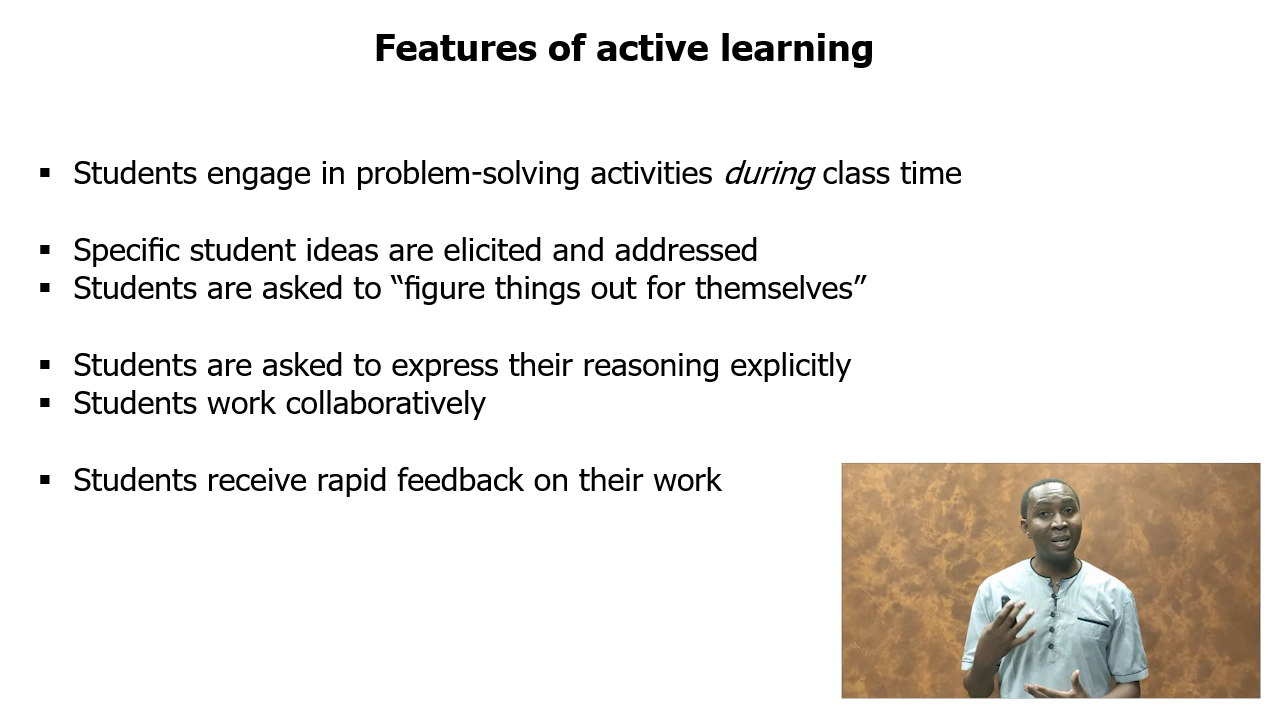 Features of active learning
▪ Students engage in problem-solving activities during class time
▪ Specific student ideas are elicited and addressed
▪ Students are asked to “figure things out for themselves”
▪ Students are asked to express their reasoning explicitly
▪ Students work collaboratively
▪ Students receive rapid feedback on their work